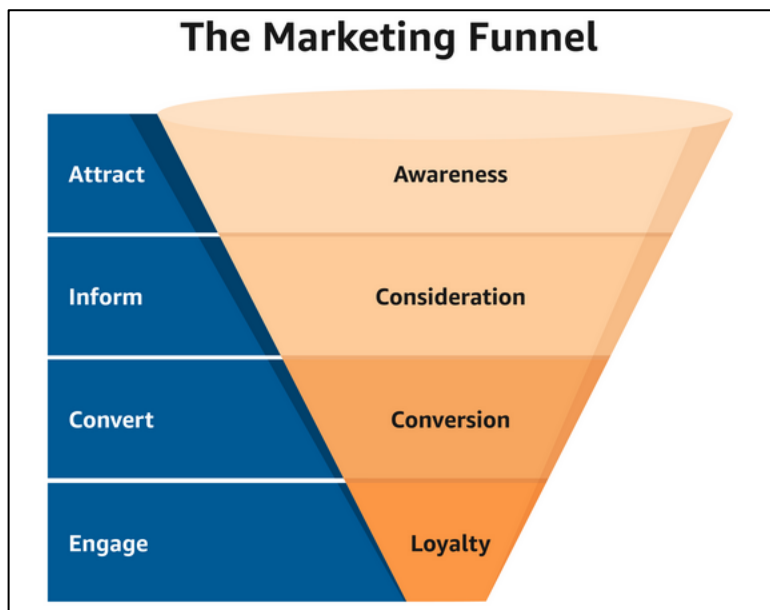 The Marketing Funnel
Attract Awareness
Inform Consideration
Convert Conversion
Engage Loyalty